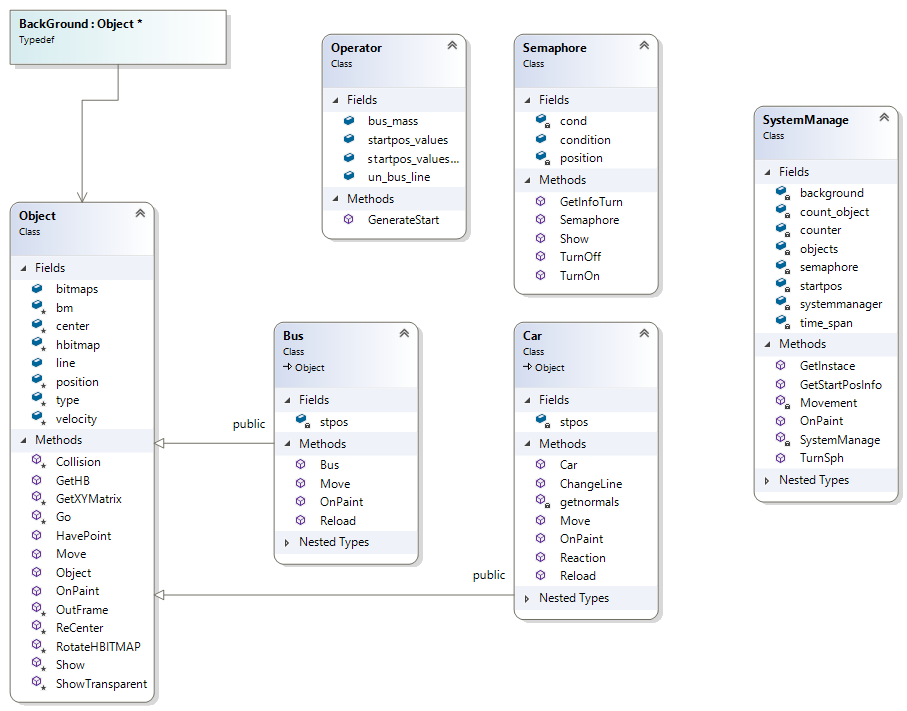 BackGround : Object *
Typedef
Object
Class
Fields
bitmaps
bm
center
hbitmap
line
position
type
velocity
Methods
Collision
GetHB
GetXYMatrix
Go
HavePoint
Move
Object
OnPaint
OutFrame
ReCenter
RotateHBITMAP
Show
ShowTransparent
Operator
Class
Fields
bus_mass
startpos_values
startpos_values...
un_bus_line
Methods
GenerateStart
Semaphore
Class
Fields
cond
condition
position
Methods
GetInfoTurn
Semaphore
Show
TurnOff
TurnOn
SystemManage
Class
Fields
background
count_object
counter
objects
semaphore
startpos
systemmanager
time_span
Methods
GetInstace
GetStartPosInfo
Movement
OnPaint
SystemManage
TurnSph
Nested Types
public
Bus
Class
Object
Fields
stpos
Methods
Bus
Move
OnPaint
Reload
Nested Types
public
Car
Class
Object
Fields
stpos
Methods
Car
ChangeLine
getnormals
Move
OnPaint
Reaction
Reload
Nested Types